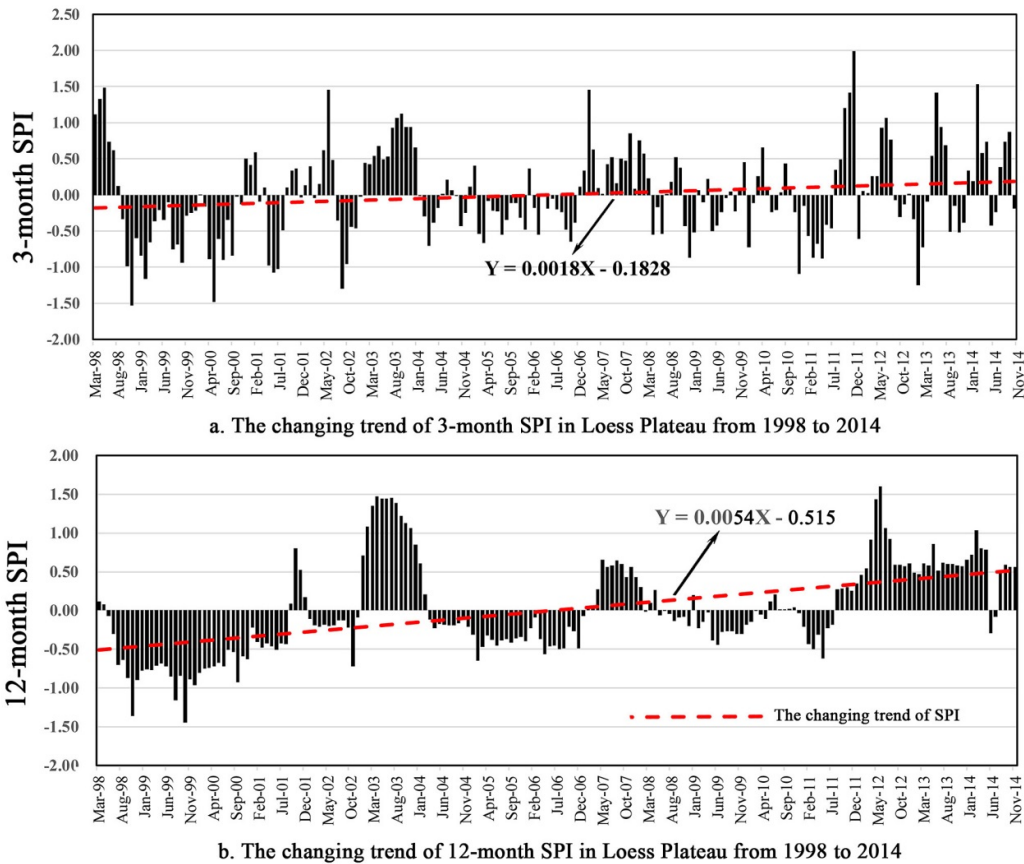 2.50
2.00
1.50
1.00
0.50
0.00
-0.50
-1.00
-1.50
-2.00
3-month SPI
Y = 0.0018X - 0.1828
Mar-98 Aug-98 Jan-99 Jun-99 Nov-99 Apr-00 Sep-00 Feb-01 Jul-01 Dec-01 May-02 Oct-02 Mar-03 Aug-03 Jan-04 Jun-04 Nov-04 Apr-05 Sep-05 Feb-06 Jul-06 Dec-06 May-07 Oct-07 Mar-08 Aug-08 Jan-09 Jun-09 Nov-09 Apr-10 Sep-10 Feb-11 Jul-11 Dec-11 May-12 Oct-12 Mar-13 Aug-13 Jan-14 Jun-14 Nov-14
a. The changing trend of 3-month SPI in Loess Plateau from 1998 to 2014
2.00
1.50
1.00
0.50
0.00
-0.50
-1.00
-1.50
-2.00
12-month SPI
Y = 0.0054X - 0.515
The changing trend of SPI
Mar-98 Aug-98 Jan-99 Jun-99 Nov-99 Apr-00 Sep-00 Feb-01 Jul-01 Dec-01 May-02 Oct-02 Mar-03 Aug-03 Jan-04 Jun-04 Nov-04 Apr-05 Sep-05 Feb-06 Jul-06 Dec-06 May-07 Oct-07 Mar-08 Aug-08 Jan-09 Jun-09 Nov-09 Apr-10 Sep-10 Feb-11 Jul-11 Dec-11 May-12 Oct-12 Mar-13 Aug-13 Jan-14 Jun-14 Nov-14
b. The changing trend of 12-month SPI in Loess Plateau from 1998 to 2014